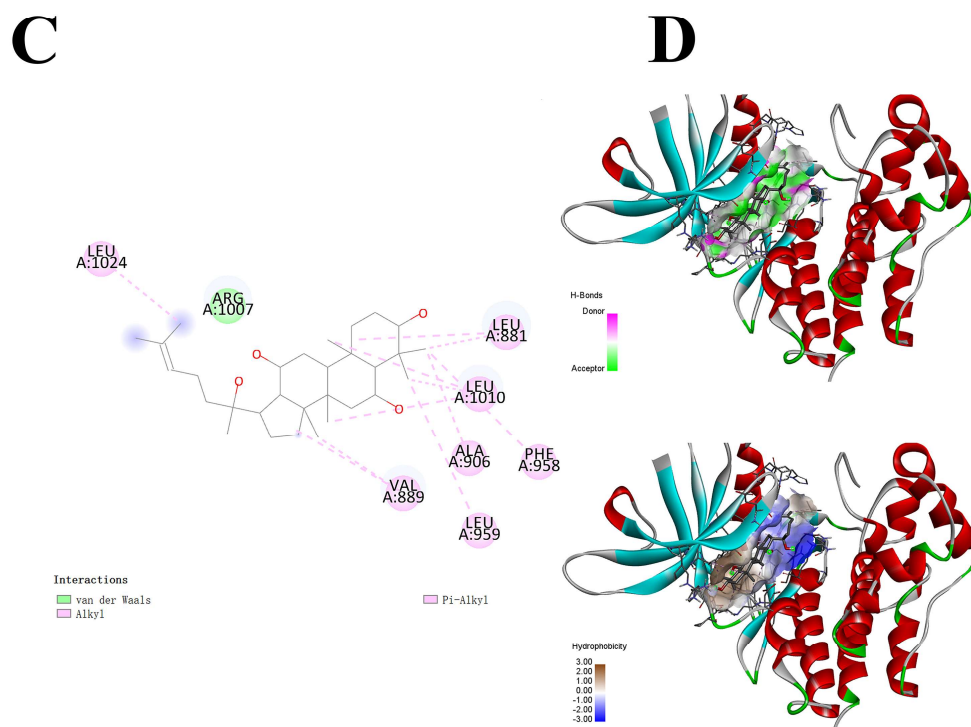 C
D
LEU
A:1024
ARG
A:1007
O
LEU
A:881
O
O
LEU
A:1010
O
ALA
A:906
PHE
A:958
VAL
A:889
LEU
A:959
Interactions
van der Waals
Alkyl
Pi-Alkyl
H-Bonds
Donor
Acceptor
Hydrophobicity
3.00
2.00
1.00
0.00
-1.00
-2.00
-3.00